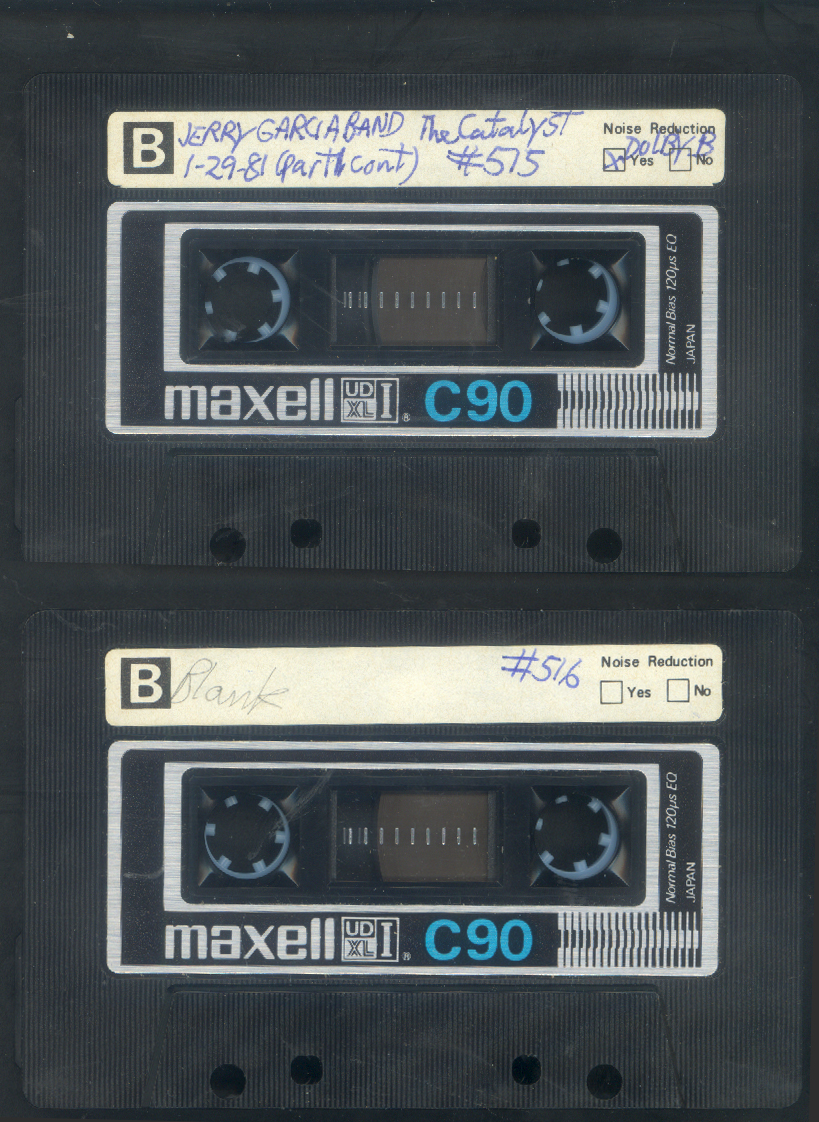 B JERRY GARCIA BAND The Catalyst
1-29-81 (part 1 cont) #515
Noise Reduction
X Yes No DOLBY B
Normal Bias 120µs EQ
JAPAN
maxell UD XL I ® C90
B Blank #516
Noise Reduction
Yes No
Normal Bias 120µs EQ
JAPAN
maxell UD XL I ® C90